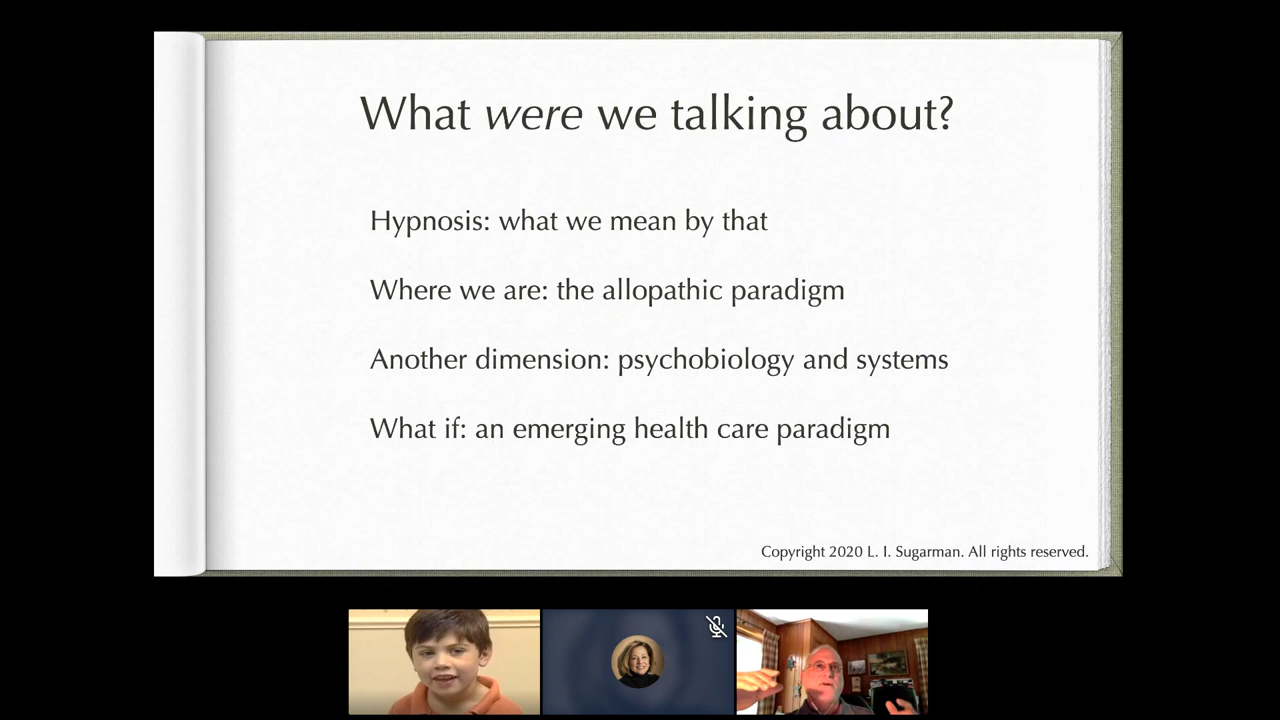 What were we talking about?
Hypnosis: what we mean by that
Where we are: the allopathic paradigm
Another dimension: psychobiology and systems
What if: an emerging health care paradigm
Copyright 2020 L. I. Sugarman. All rights reserved.